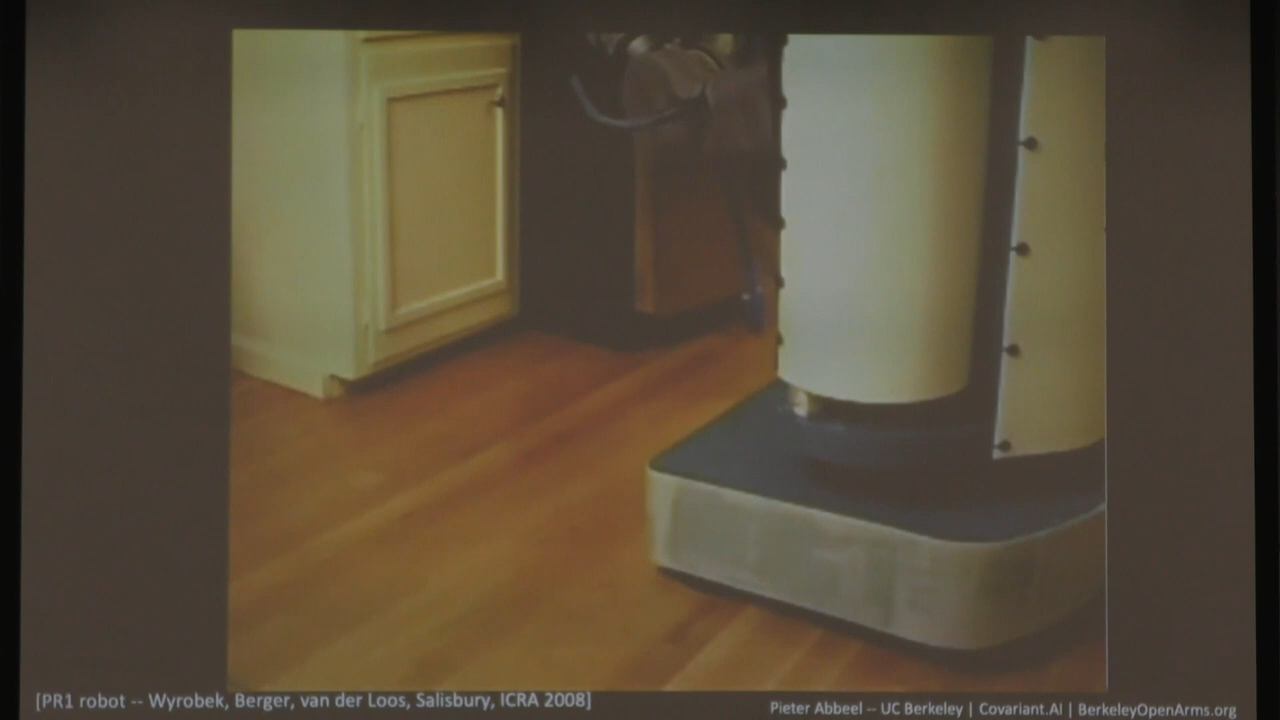 [PR1 robot -- Wyrobek, Berger, van der Loos, Salisbury, ICRA 2008]
Pieter Abbeel -- UC Berkeley | Covariant.AI | BerkeleyOpenArms.org